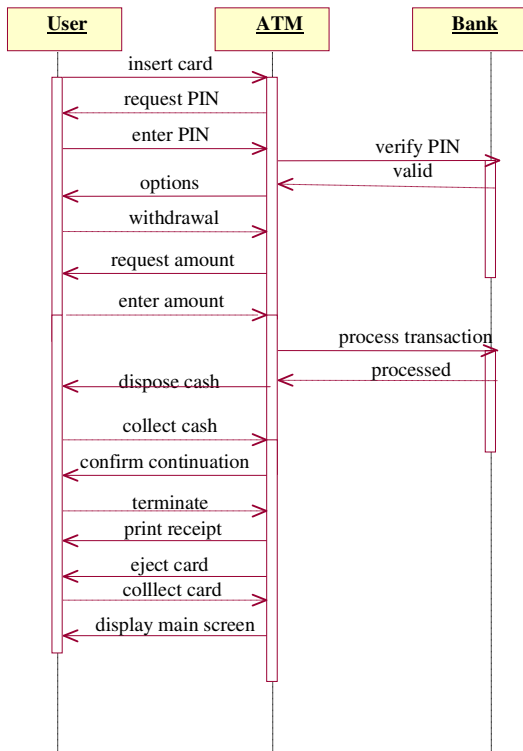 User
ATM
Bank
insert card
request PIN
enter PIN
verify PIN
valid
options
withdrawal
request amount
enter amount
process transaction
processed
dispose cash
collect cash
confirm continuation
terminate
print receipt
eject card
colllect card
display main screen